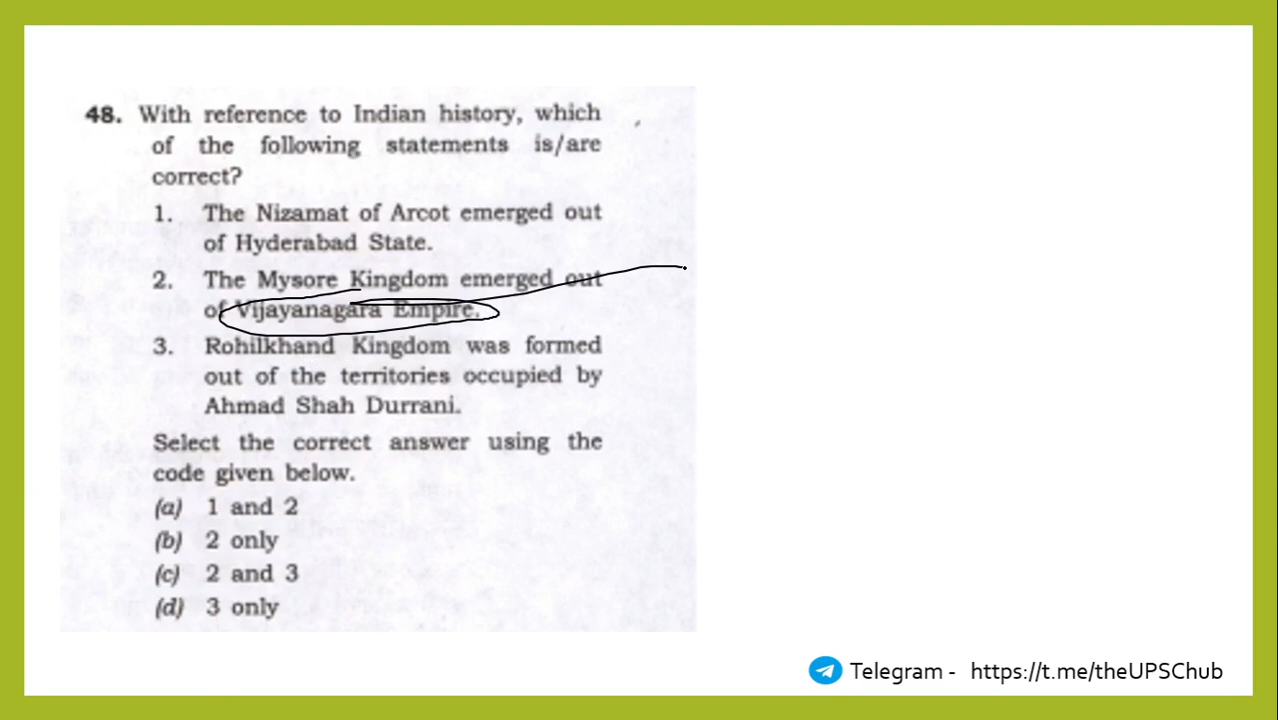 48. With reference to Indian history, which
of the following statements is/are
correct?
1. The Nizamat of Arcot emerged out
of Hyderabad State.
2. The Mysore Kingdom emerged out
of Vijayanagara Empire.
3. Rohilkhand Kingdom was formed
out of the territories occupied by
Ahmad Shah Durrani.
Select the correct answer using the
code given below.
(a) 1 and 2
(b) 2 only
(c) 2 and 3
(d) 3 only
Telegram - https://t.me/theUPSChub